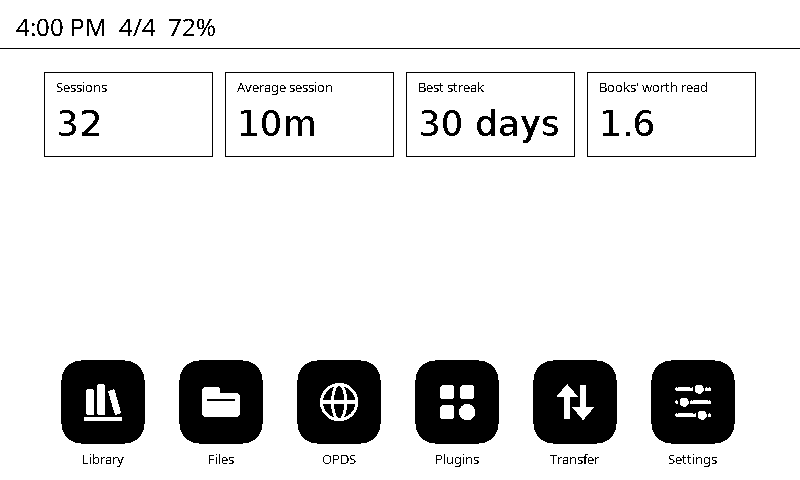 4:00 PM 4/4 72%
Sessions
32
Average session
10m
Best streak
30 days
Books' worth read
1.6
Library
Files
OPDS
Plugins
Transfer
Settings